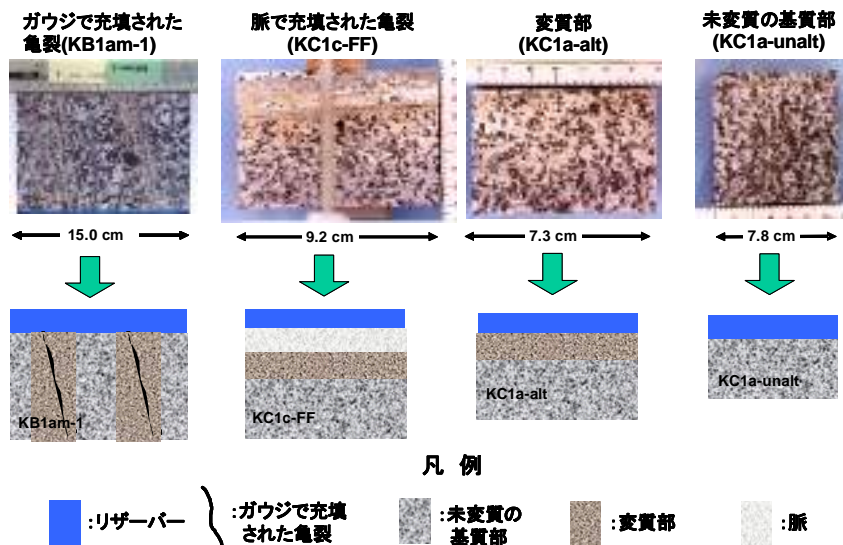 ガウジで充填された
亀裂(KB1am-1)
脈で充填された亀裂
(KC1c-FF)
変質部
(KC1a-alt)
未変質の基質部
(KC1a-unalt)
15.0 cm
9.2 cm
7.3 cm
7.8 cm
KB1am-1
KC1c-FF
KC1a-alt
KC1a-unalt
凡 例
:リザーバー
:ガウジで充填
された亀裂
:未変質の
基質部
:変質部
:脈